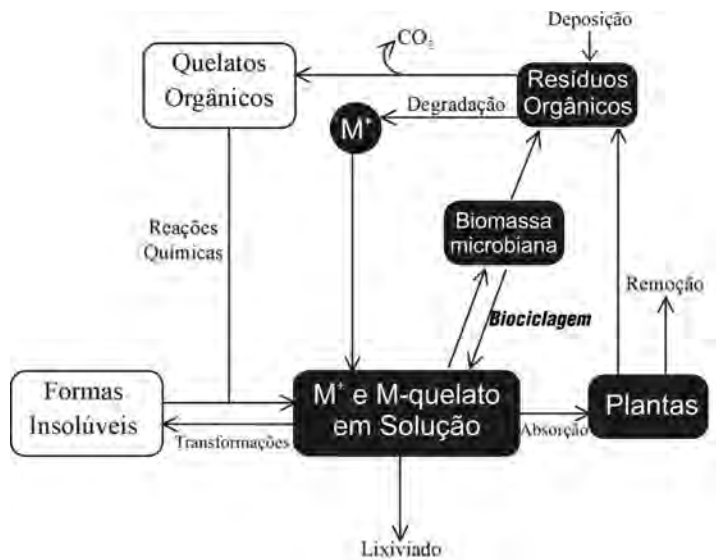 Deposição
CO₂
Quelatos
Orgânicos
Resíduos
Orgânicos
Degradação
M⁺
Biomassa
microbiana
Reações
Químicas
Remoção
Biociclagem
Formas
Insolúveis
M⁺ e M-quelato
em Solução
Plantas
Transformações
Absorção
Lixiviado